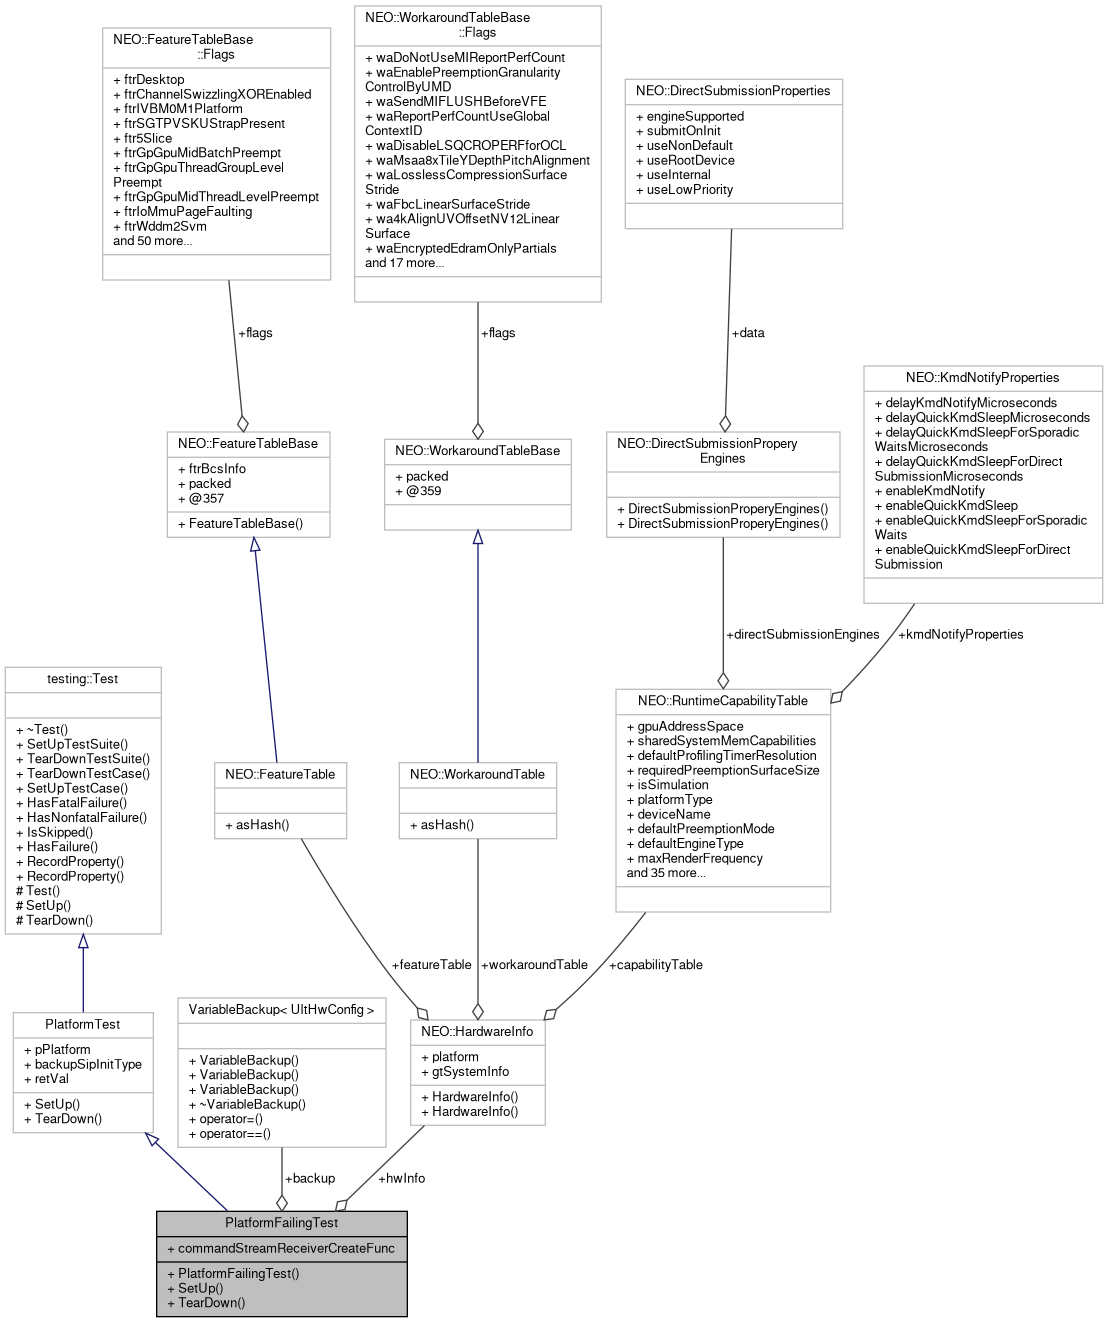 NEO::FeatureTableBase
::Flags
+ ftrDesktop
+ ftrChannelSwizzlingXOREnabled
+ ftrIVBM0M1Platform
+ ftrSGTPVSKUStrapPresent
+ ftr5Slice
+ ftrGpGpuMidBatchPreempt
+ ftrGpGpuThreadGroupLevel
Preempt
+ ftrGpGpuMidThreadLevelPreempt
+ ftrIoMmuPageFaulting
+ ftrWddm2Svm
and 50 more...
NEO::WorkaroundTableBase
::Flags
+ waDoNotUseMIReportPerfCount
+ waEnablePreemptionGranularity
ControlByUMD
+ waSendMIFLUSHBeforeVFE
+ waReportPerfCountUseGlobal
ContextID
+ waDisableLSQCROPERFforOCL
+ waMsaa8xTileYDepthPitchAlignment
+ waLosslessCompressionSurface
Stride
+ waFbcLinearSurfaceStride
+ wa4kAlignUVOffsetNV12Linear
Surface
+ waEncryptedEdramOnlyPartials
and 17 more...
NEO::DirectSubmissionProperties
+ engineSupported
+ submitOnInit
+ useNonDefault
+ useRootDevice
+ useInternal
+ useLowPriority
+flags
+flags
+data
NEO::KmdNotifyProperties
+ delayKmdNotifyMicroseconds
+ delayQuickKmdSleepMicroseconds
+ delayQuickKmdSleepForSporadic
WaitsMicroseconds
+ delayQuickKmdSleepForDirect
SubmissionMicroseconds
+ enableKmdNotify
+ enableQuickKmdSleep
+ enableQuickKmdSleepForSporadic
Waits
+ enableQuickKmdSleepForDirect
Submission
NEO::FeatureTableBase
+ ftrBcsInfo
+ packed
+ @357
+ FeatureTableBase()
NEO::WorkaroundTableBase
+ packed
+ @359
NEO::DirectSubmissionPropery
Engines
+ DirectSubmissionProperyEngines()
+ DirectSubmissionProperyEngines()
+directSubmissionEngines
+kmdNotifyProperties
testing::Test
+ ~Test()
+ SetUpTestSuite()
+ TearDownTestSuite()
+ TearDownTestCase()
+ SetUpTestCase()
+ HasFatalFailure()
+ HasNonfatalFailure()
+ IsSkipped()
+ HasFailure()
+ RecordProperty()
+ RecordProperty()
# Test()
# SetUp()
# TearDown()
NEO::FeatureTable
+ asHash()
NEO::WorkaroundTable
+ asHash()
NEO::RuntimeCapabilityTable
+ gpuAddressSpace
+ sharedSystemMemCapabilities
+ defaultProfilingTimerResolution
+ requiredPreemptionSurfaceSize
+ isSimulation
+ platformType
+ deviceName
+ defaultPreemptionMode
+ defaultEngineType
+ maxRenderFrequency
and 35 more...
+featureTable
+workaroundTable
+capabilityTable
PlatformTest
+ pPlatform
+ backupSipInitType
+ retVal
+ SetUp()
+ TearDown()
VariableBackup< UltHwConfig >
+ VariableBackup()
+ VariableBackup()
+ VariableBackup()
+ ~VariableBackup()
+ operator=()
+ operator==()
NEO::HardwareInfo
+ platform
+ gtSystemInfo
+ HardwareInfo()
+ HardwareInfo()
+backup
+hwInfo
PlatformFailingTest
+ commandStreamReceiverCreateFunc
+ PlatformFailingTest()
+ SetUp()
+ TearDown()